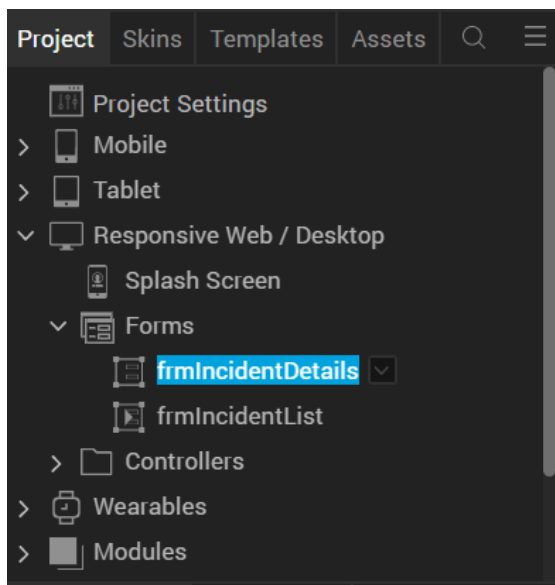 Project Skins Templates Assets
Project Settings
Mobile
Tablet
Responsive Web / Desktop
Splash Screen
Forms
frmIncidentDetails
frmIncidentList
Controllers
Wearables
Modules